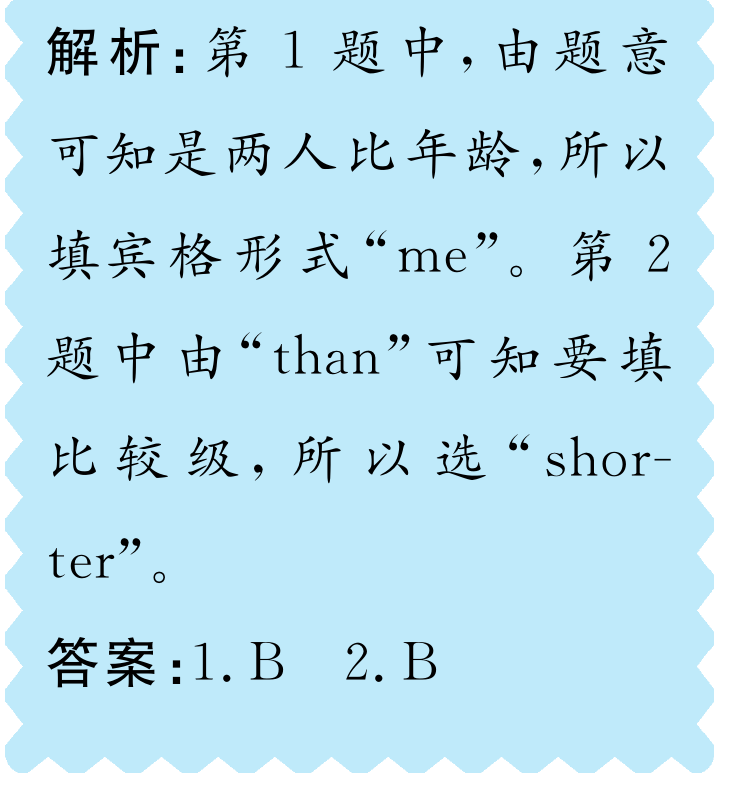 解析:第 1 题中,由题意
可知是两人比年龄,所以
填宾格形式“me”。第 2
题中由“than”可知要填
比较级,所以选“shor-
ter”。
答案:1. B 2. B